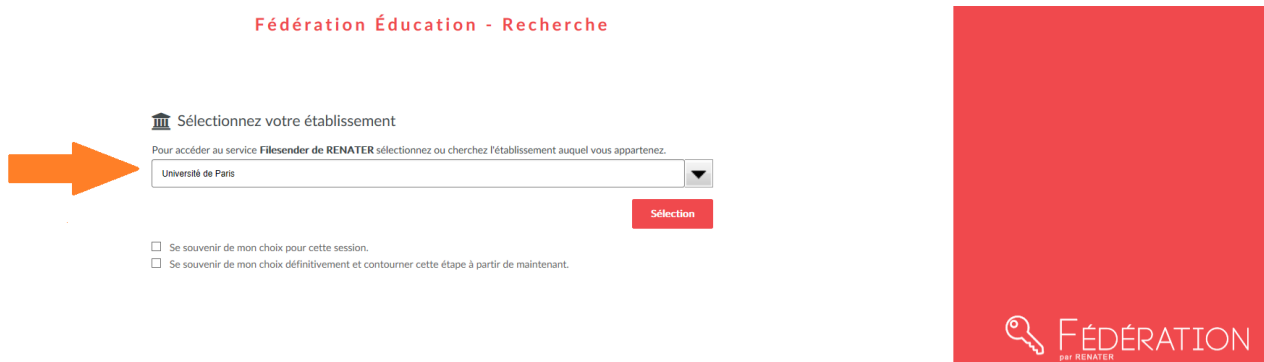 Fédération Éducation - Recherche
Sélectionnez votre établissement
Pour accéder au service Filesender de RENATER sélectionnez ou cherchez l'établissement auquel vous appartenez.
Université de Paris
Sélection
Se souvenir de mon choix pour cette session.
Se souvenir de mon choix définitivement et contourner cette étape à partir de maintenant.
FÉDÉRATION
par RENATER